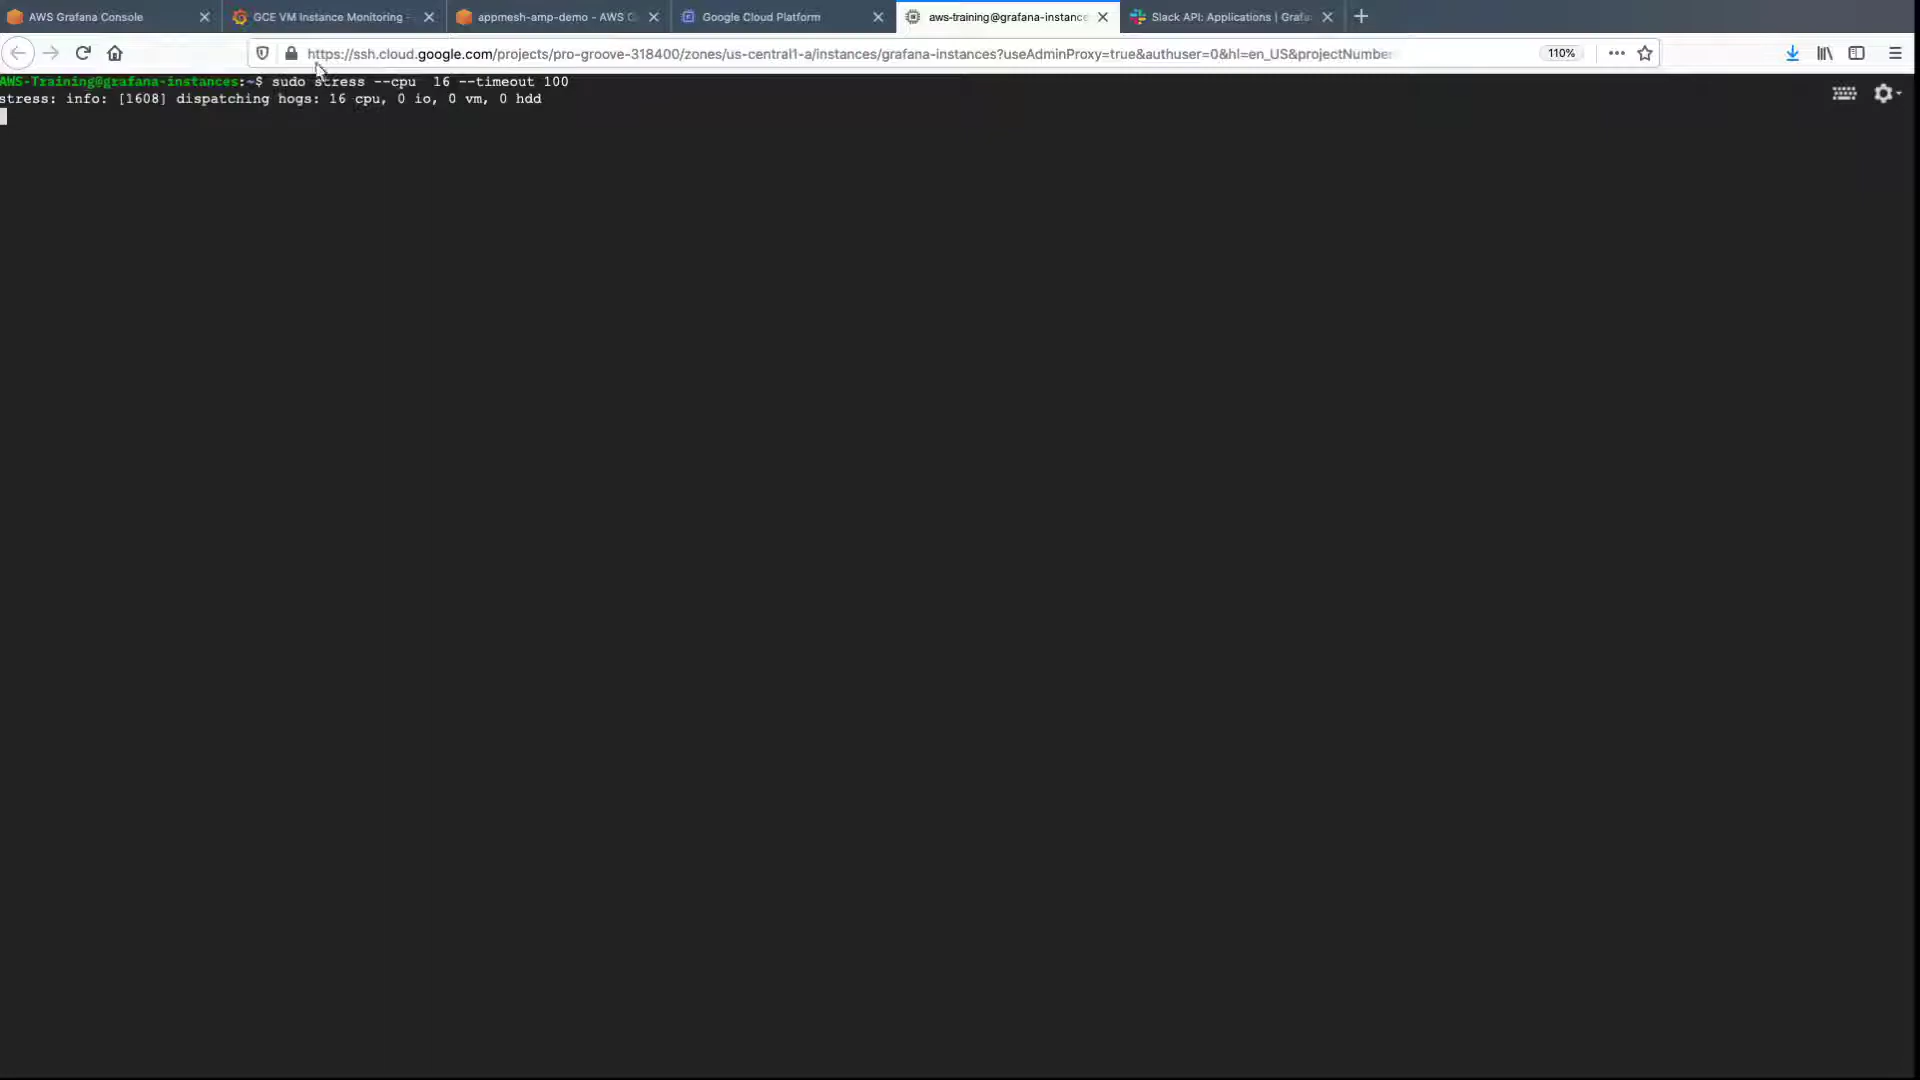 AWS Grafana Console
GCE VM Instance Monitoring -
appmesh-amp-demo - AWS C
Google Cloud Platform
aws-training@grafana-instance
Slack API: Applications | Grafa
https://ssh.cloud.google.com/projects/pro-groove-318400/zones/us-central1-a/instances/grafana-instances?useAdminProxy=true&authuser=0&hl=en_US&projectNumber
110%
AWS-Training@grafana-instances:~$ sudo stress --cpu  16 --timeout 100
stress: info: [1608] dispatching hogs: 16 cpu, 0 io, 0 vm, 0 hdd